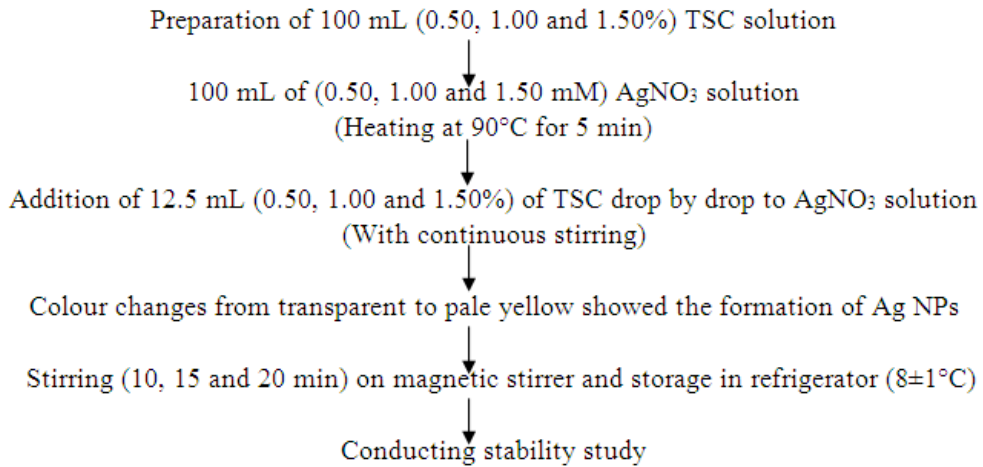 Preparation of 100 mL (0.50, 1.00 and 1.50%) TSC solution
100 mL of (0.50, 1.00 and 1.50 mM) AgNO₃ solution
(Heating at 90°C for 5 min)
Addition of 12.5 mL (0.50, 1.00 and 1.50%) of TSC drop by drop to AgNO₃ solution
(With continuous stirring)
Colour changes from transparent to pale yellow showed the formation of Ag NPs
Stirring (10, 15 and 20 min) on magnetic stirrer and storage in refrigerator (8±1°C)
Conducting stability study